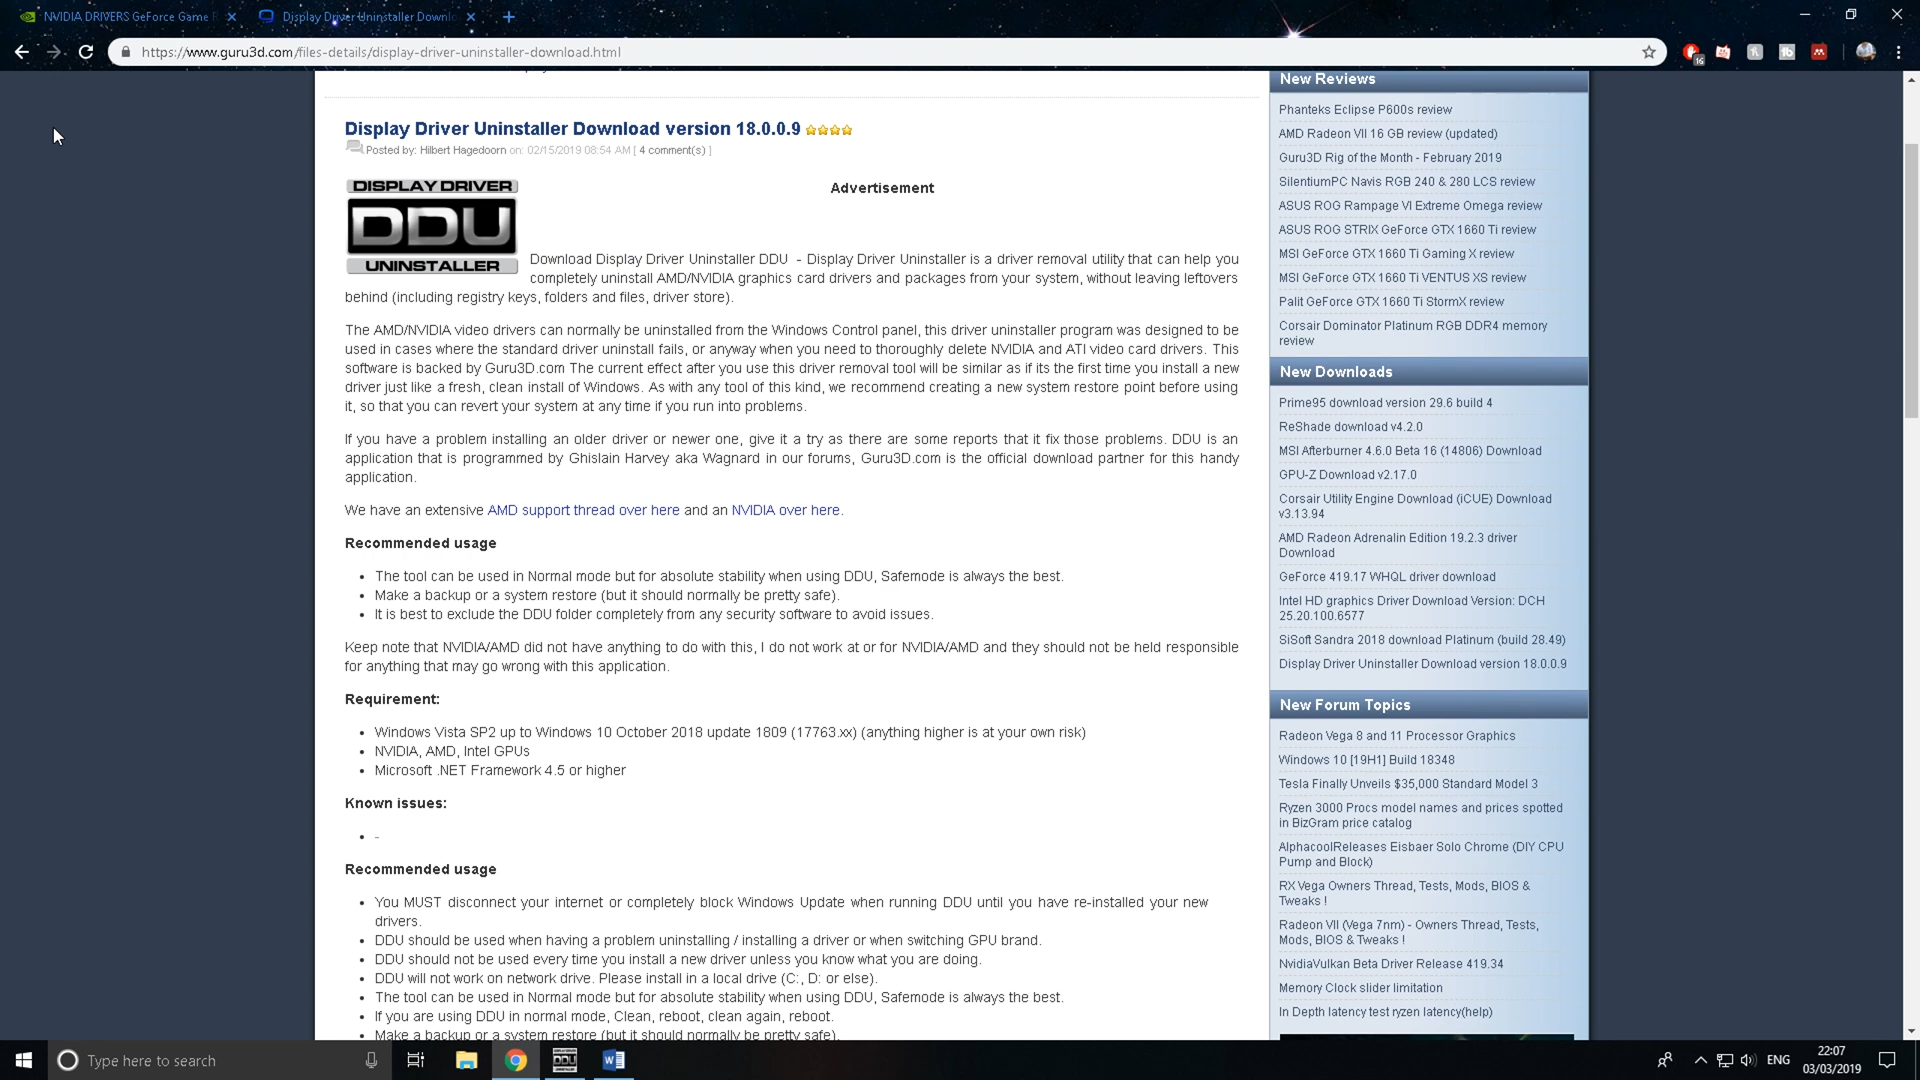 NVIDIA DRIVERS GeForce Game R
Display Driver Uninstaller Downlo
https://www.guru3d.com/files-details/display-driver-uninstaller-download.html
16
Display Driver Uninstaller Download version 18.0.0.9
Posted by: Hilbert Hagedoorn on: 02/15/2019 08:54 AM [ 4 comment(s) ]
DISPLAY DRIVER
DDU
UNINSTALLER
Advertisement
Download Display Driver Uninstaller DDU - Display Driver Uninstaller is a driver removal utility that can help you
completely uninstall AMD/NVIDIA graphics card drivers and packages from your system, without leaving leftovers
behind (including registry keys, folders and files, driver store).
The AMD/NVIDIA video drivers can normally be uninstalled from the Windows Control panel, this driver uninstaller program was designed to be
used in cases where the standard driver uninstall fails, or anyway when you need to thoroughly delete NVIDIA and ATI video card drivers. This
software is backed by Guru3D.com The current effect after you use this driver removal tool will be similar as if its the first time you install a new
driver just like a fresh, clean install of Windows. As with any tool of this kind, we recommend creating a new system restore point before using
it, so that you can revert your system at any time if you run into problems.
If you have a problem installing an older driver or newer one, give it a try as there are some reports that it fix those problems. DDU is an
application that is programmed by Ghislain Harvey aka Wagnard in our forums, Guru3D.com is the official download partner for this handy
application.
We have an extensive AMD support thread over here and an NVIDIA over here.
Recommended usage
• The tool can be used in Normal mode but for absolute stability when using DDU, Safemode is always the best.
• Make a backup or a system restore (but it should normally be pretty safe).
• It is best to exclude the DDU folder completely from any security software to avoid issues.
Keep note that NVIDIA/AMD did not have anything to do with this, I do not work at or for NVIDIA/AMD and they should not be held responsible
for anything that may go wrong with this application.
Requirement:
• Windows Vista SP2 up to Windows 10 October 2018 update 1809 (17763.xx) (anything higher is at your own risk)
• NVIDIA, AMD, Intel GPUs
• Microsoft .NET Framework 4.5 or higher
Known issues:
• -
Recommended usage
• You MUST disconnect your internet or completely block Windows Update when running DDU until you have re-installed your new
drivers.
• DDU should be used when having a problem uninstalling / installing a driver or when switching GPU brand.
• DDU should not be used every time you install a new driver unless you know what you are doing.
• DDU will not work on network drive. Please install in a local drive (C:, D: or else).
• The tool can be used in Normal mode but for absolute stability when using DDU, Safemode is always the best.
• If you are using DDU in normal mode, Clean, reboot, clean again, reboot.
• Make a backup or a system restore (but it should normally be pretty safe).
New Reviews
Phanteks Eclipse P600s review
AMD Radeon VII 16 GB review (updated)
Guru3D Rig of the Month - February 2019
SilentiumPC Navis RGB 240 & 280 LCS review
ASUS ROG Rampage VI Extreme Omega review
ASUS ROG STRIX GeForce GTX 1660 Ti review
MSI GeForce GTX 1660 Ti Gaming X review
MSI GeForce GTX 1660 Ti VENTUS XS review
Palit GeForce GTX 1660 Ti StormX review
Corsair Dominator Platinum RGB DDR4 memory
review
New Downloads
Prime95 download version 29.6 build 4
ReShade download v4.2.0
MSI Afterburner 4.6.0 Beta 16 (14806) Download
GPU-Z Download v2.17.0
Corsair Utility Engine Download (iCUE) Download
v3.13.94
AMD Radeon Adrenalin Edition 19.2.3 driver
Download
GeForce 419.17 WHQL driver download
Intel HD graphics Driver Download Version: DCH
25.20.100.6577
SiSoft Sandra 2018 download Platinum (build 28.49)
Display Driver Uninstaller Download version 18.0.0.9
New Forum Topics
Radeon Vega 8 and 11 Processor Graphics
Windows 10 [19H1] Build 18348
Tesla Finally Unveils $35,000 Standard Model 3
Ryzen 3000 Procs model names and prices spotted
in BizGram price catalog
AlphacoolReleases Eisbaer Solo Chrome (DIY CPU
Pump and Block)
RX Vega Owners Thread, Tests, Mods, BIOS &
Tweaks !
Radeon VII (Vega 7nm) - Owners Thread, Tests,
Mods, BIOS & Tweaks !
NvidiaVulkan Beta Driver Release 419.34
Memory Clock slider limitation
In Depth latency test ryzen latency(help)
Type here to search
DDU
ENG
22:07
03/03/2019